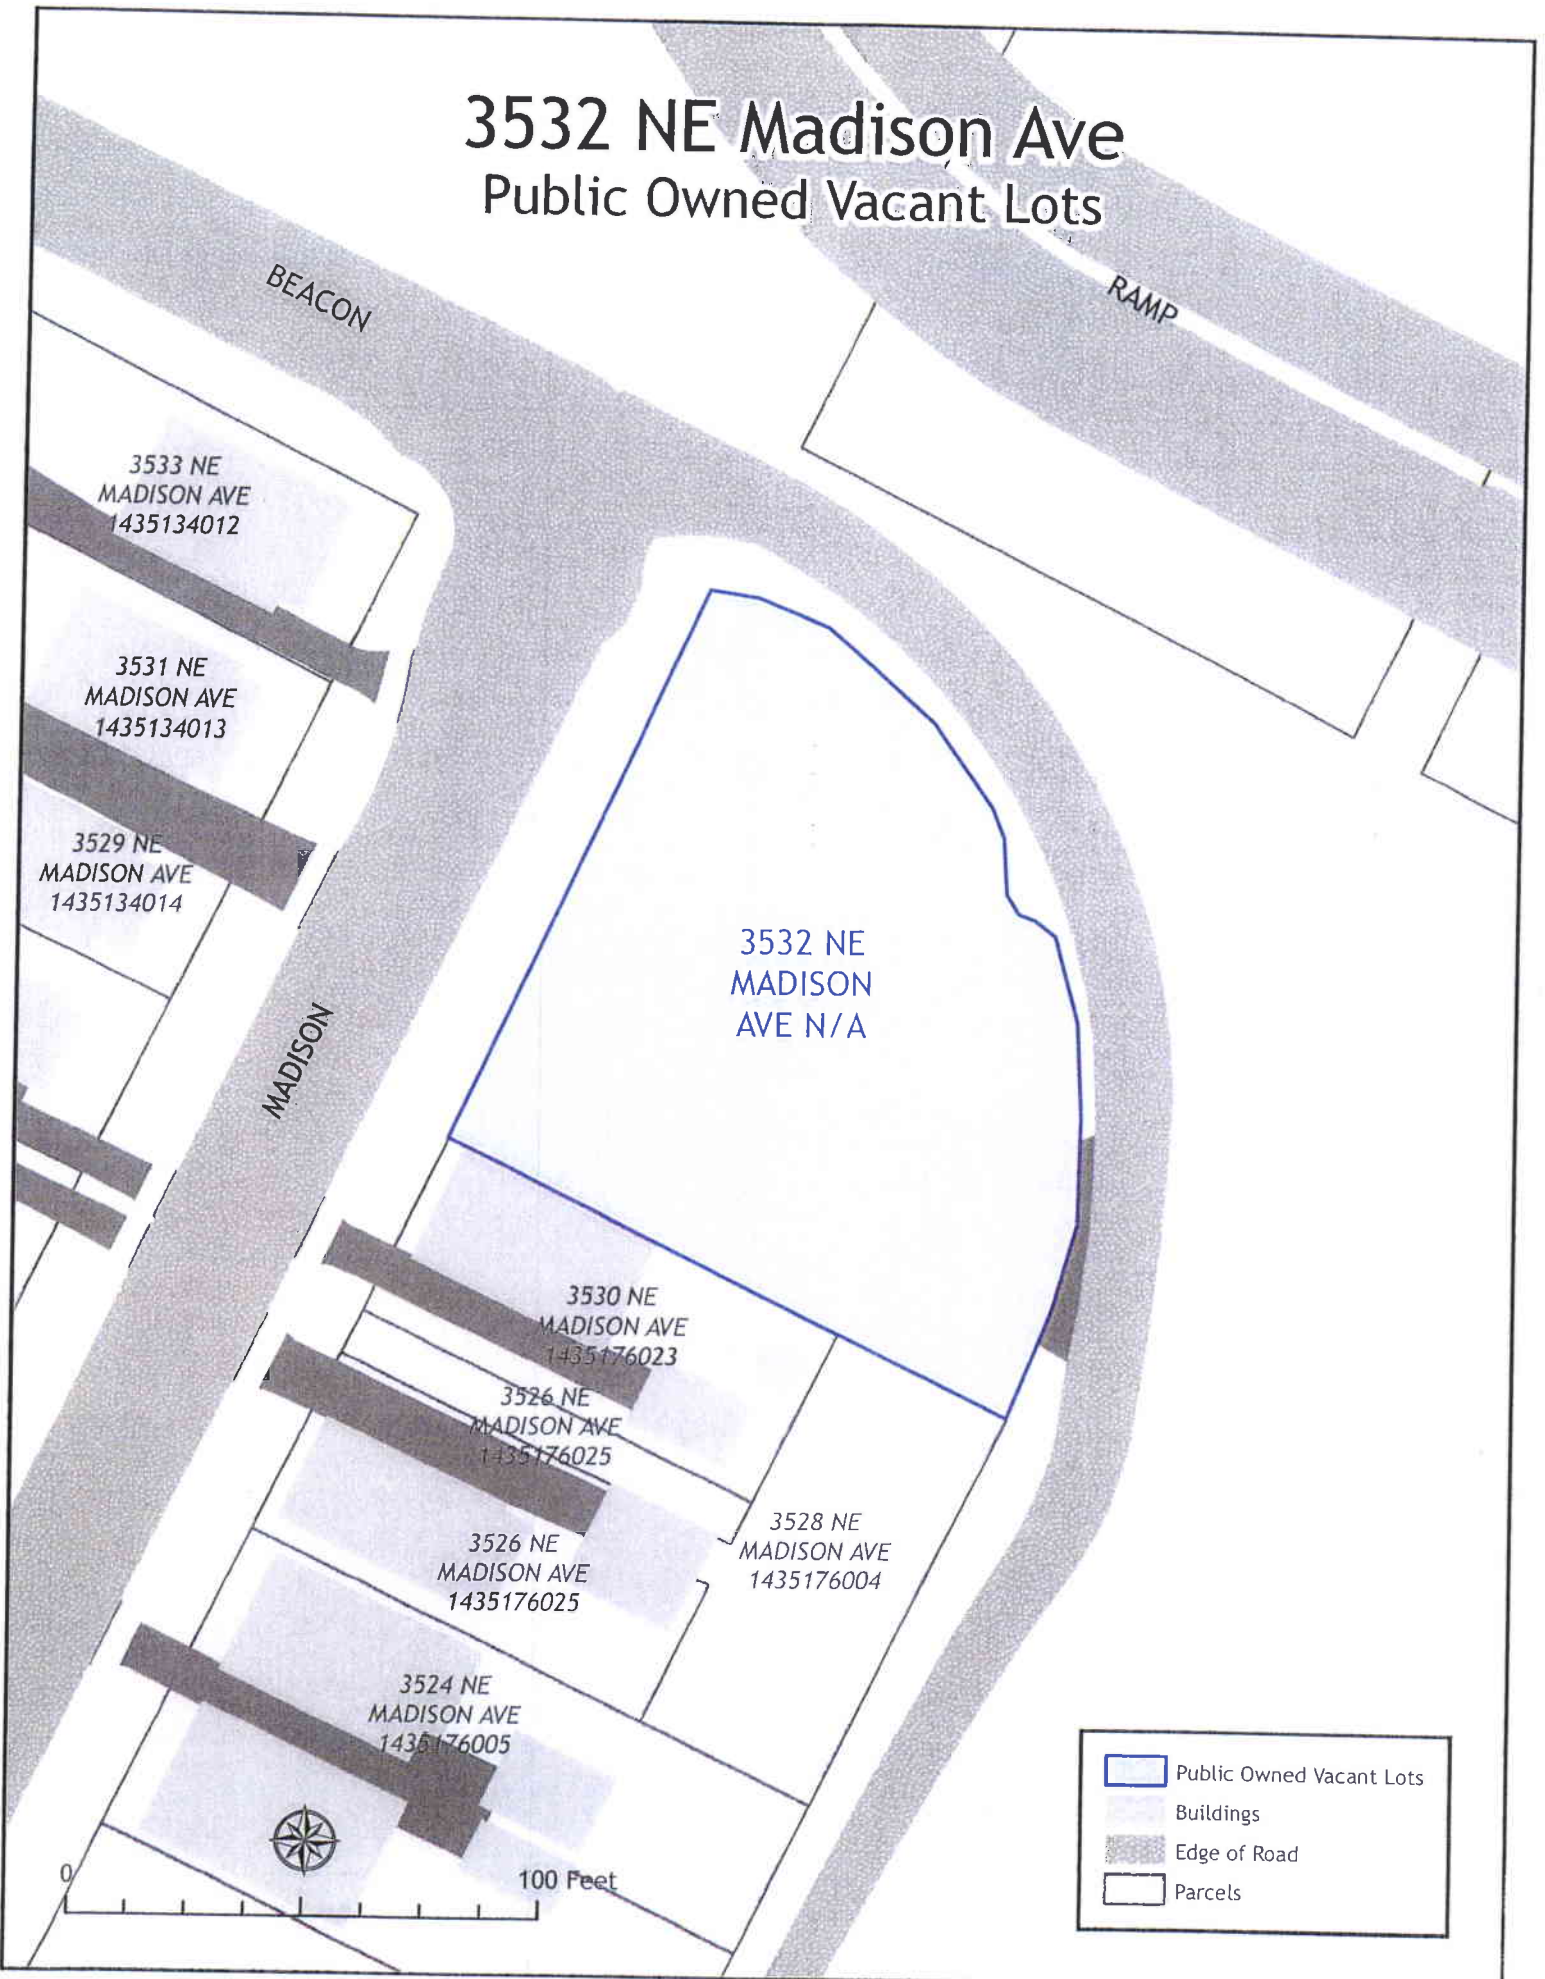 3532 NE Madison Ave
Public Owned Vacant Lots
BEACON
RAMP
3533 NE
MADISON AVE
1435134012
3531 NE
MADISON AVE
1435134013
3529 NE
MADISON AVE
1435134014
3532 NE
MADISON
AVE N/A
MADISON
3530 NE
MADISON AVE
1435176023
3526 NE
MADISON AVE
1435176025
3528 NE
MADISON AVE
1435176004
3526 NE
MADISON AVE
1435176025
3524 NE
MADISON AVE
1435176005
0
100 Feet
Public Owned Vacant Lots
Buildings
Edge of Road
Parcels